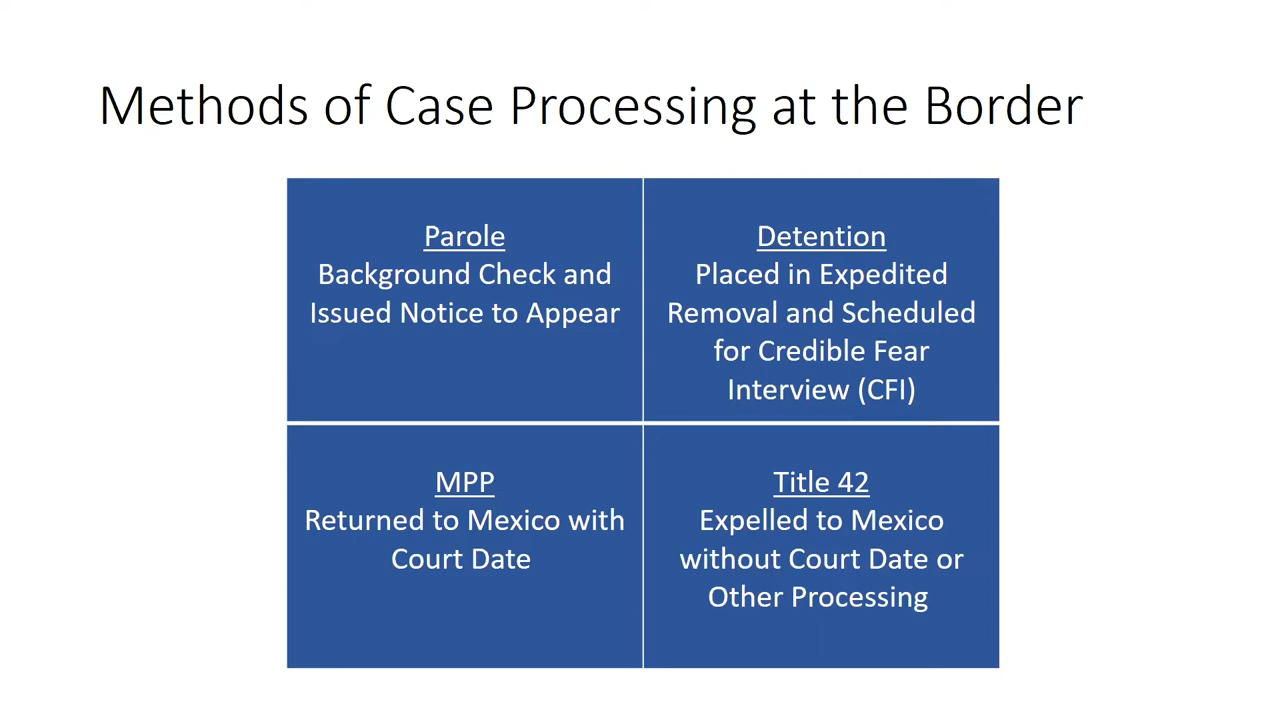 Methods of Case Processing at the Border
Parole
Background Check and
Issued Notice to Appear
Detention
Placed in Expedited
Removal and Scheduled
for Credible Fear
Interview (CFI)
MPP
Returned to Mexico with
Court Date
Title 42
Expelled to Mexico
without Court Date or
Other Processing